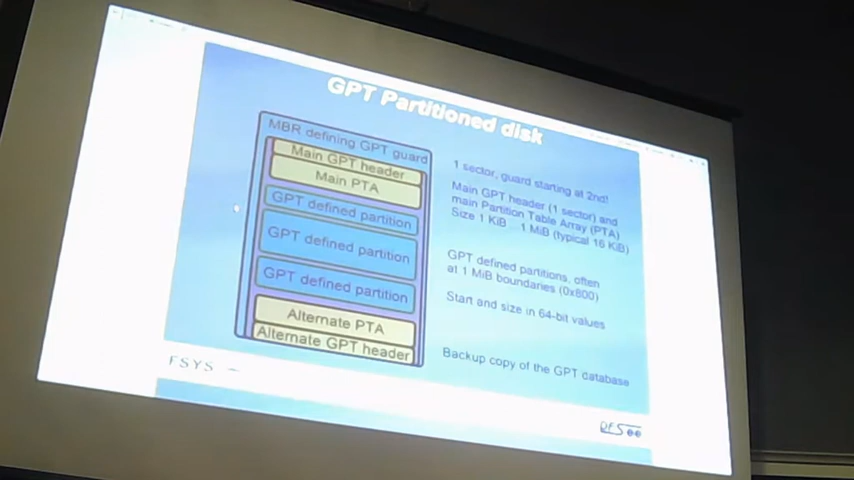 GPT Partitioned disk
MBR defining GPT guard
Main GPT header
Main PTA
GPT defined partition
GPT defined partition
GPT defined partition
Alternate PTA
Alternate GPT header
1 sector, guard starting at 2nd!
Main GPT header (1 sector) and
main Partition Table Array (PTA)
Size 1 KiB .. 1 MiB (typical 16 KiB)
GPT defined partitions, often
at 1 MiB boundaries (0x800)
Start and size in 64-bit values
Backup copy of the GPT database
FSYS